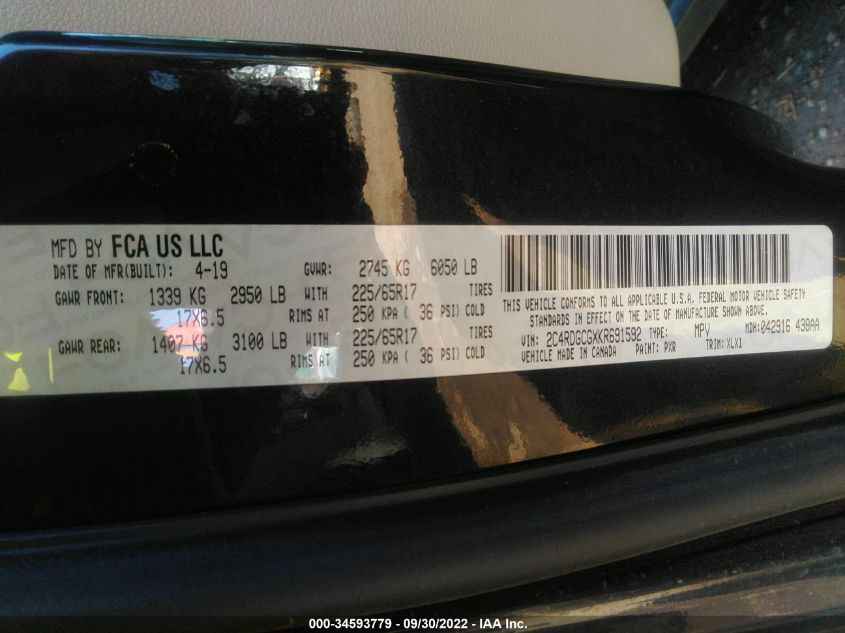 MFD BY FCA US LLC
DATE OF MFR(BUILT): 4-19 GVWR: 2745 KG 6050 LB
GAWR FRONT: 1339 KG 2950 LB WITH 225/65R17 TIRES
17X6.5 RIMS AT 250 KPA ( 36 PSI) COLD
GAWR REAR: 1407 KG 3100 LB WITH 225/65R17 TIRES
17X6.5 RIMS AT 250 KPA ( 36 PSI) COLD
THIS VEHICLE CONFORMS TO ALL APPLICABLE U.S.A. FEDERAL MOTOR VEHICLE SAFETY
STANDARDS IN EFFECT ON THE DATE OF MANUFACTURE SHOWN ABOVE.
VIN: 2C4RDGCGXKR691592 TYPE: MPV MDH:042916 438AA
VEHICLE MADE IN CANADA PAINT: PXR TRIM: XLX1
000-34593779 - 09/30/2022 - IAA Inc.